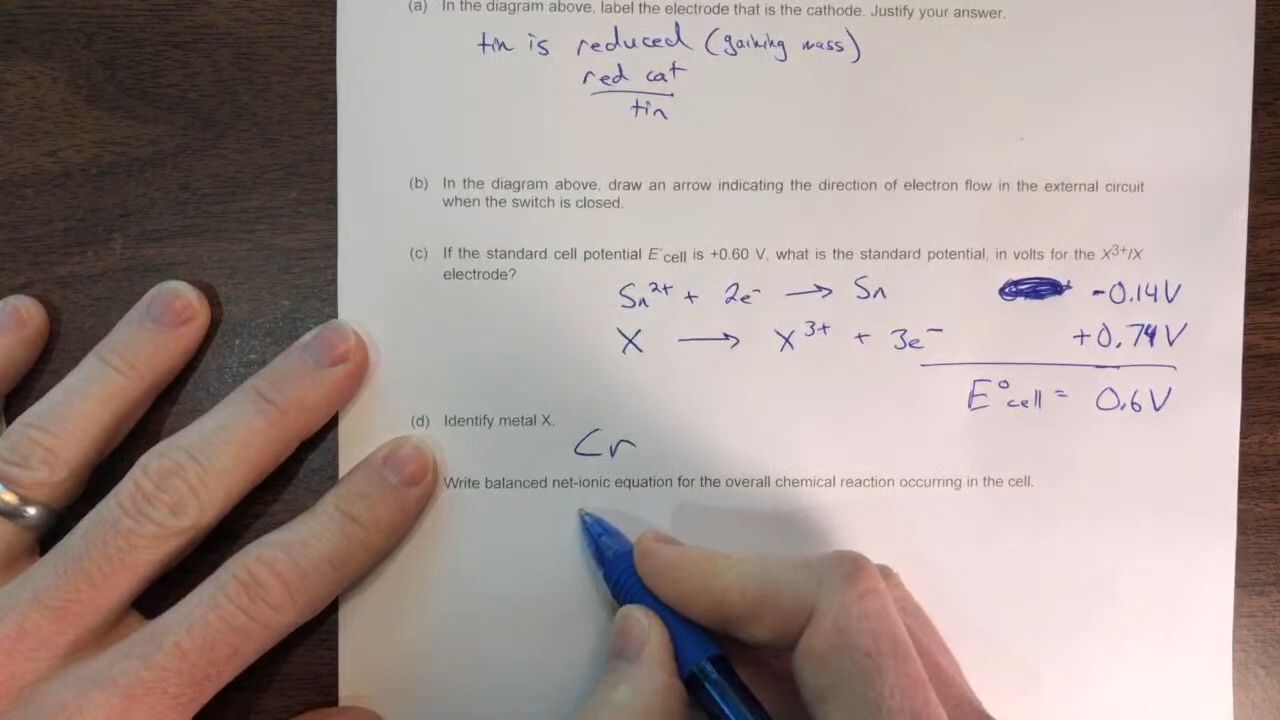 (a) In the diagram above, label the electrode that is the cathode. Justify your answer.
tin is reduced (gaining mass)
red cat
tin
(b) In the diagram above, draw an arrow indicating the direction of electron flow in the external circuit
when the switch is closed.
(c) If the standard cell potential E°cell is +0.60 V, what is the standard potential, in volts for the X³⁺/X
electrode?
Sn²⁺ + 2e⁻ → Sn -0.14V
X → X³⁺ + 3e⁻ +0.74V
E°cell = 0.6V
(d) Identify metal X.
Cr
Write balanced net-ionic equation for the overall chemical reaction occurring in the cell.